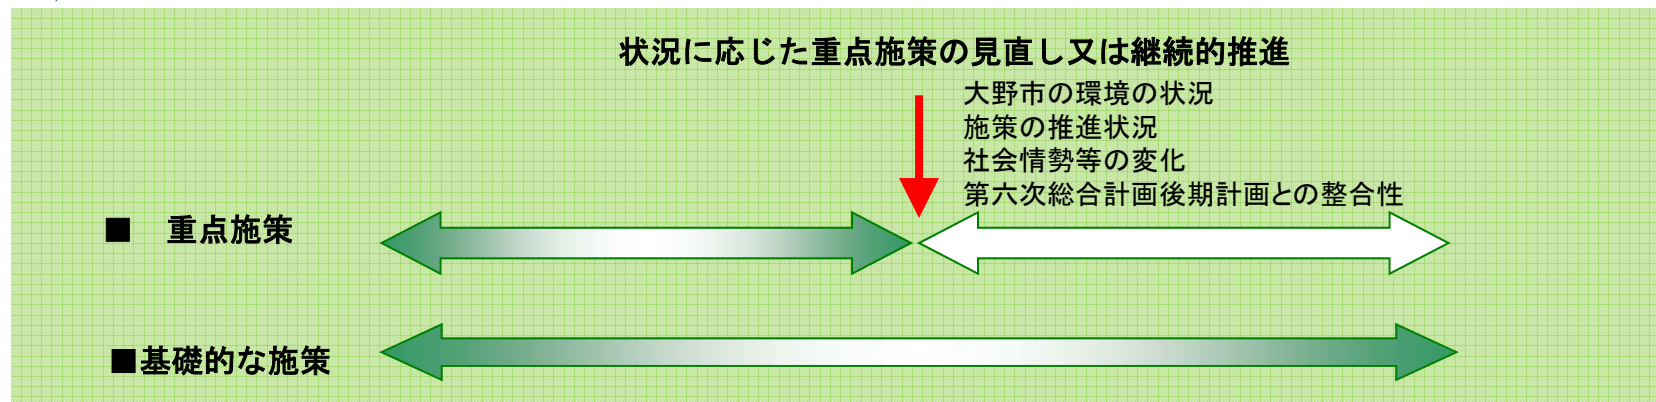 状況に応じた重点施策の見直し又は継続的推進
大野市の環境の状況
施策の推進状況
社会情勢等の変化
第六次総合計画後期計画との整合性
■　重点施策
■基礎的な施策